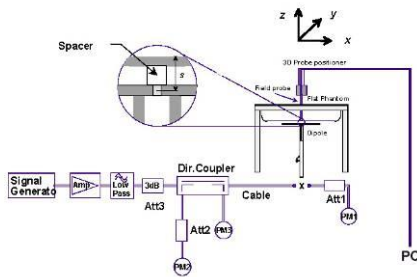 z
y
x
Spacer
s
3D Probe positioner
Field probe
Flat Phantom
Dipole
Signal
Generato
Amp
Low
Pass
3dB
Att3
Dir.Coupler
Cable
x
Att1
PM1
Att2
PM3
PM2
PC